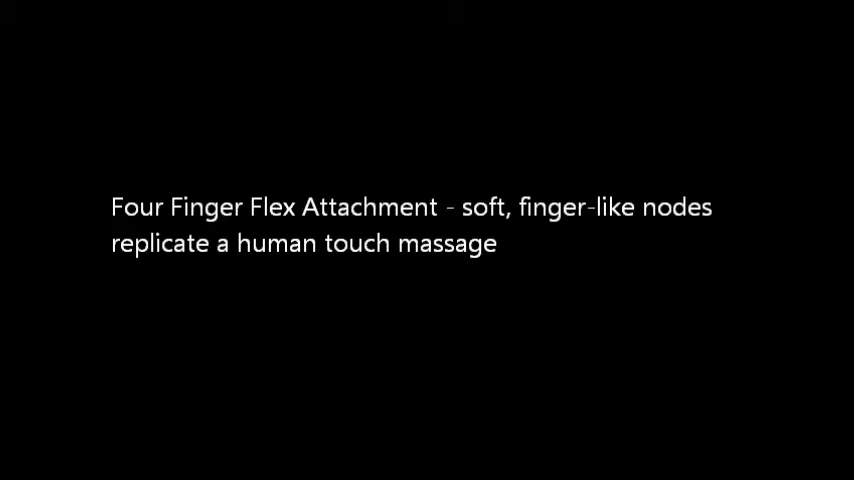 Four Finger Flex Attachment - soft, finger-like nodes
replicate a human touch massage